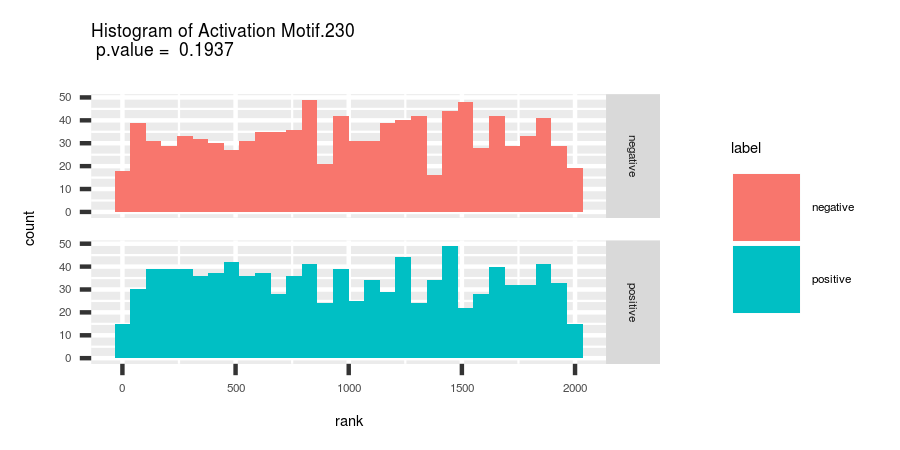 Histogram of Activation Motif.230
p.value =  0.1937
50
40
30
20
10
0
negative
50
40
30
20
10
0
positive
0
500
1000
1500
2000
rank
count
label
negative
positive